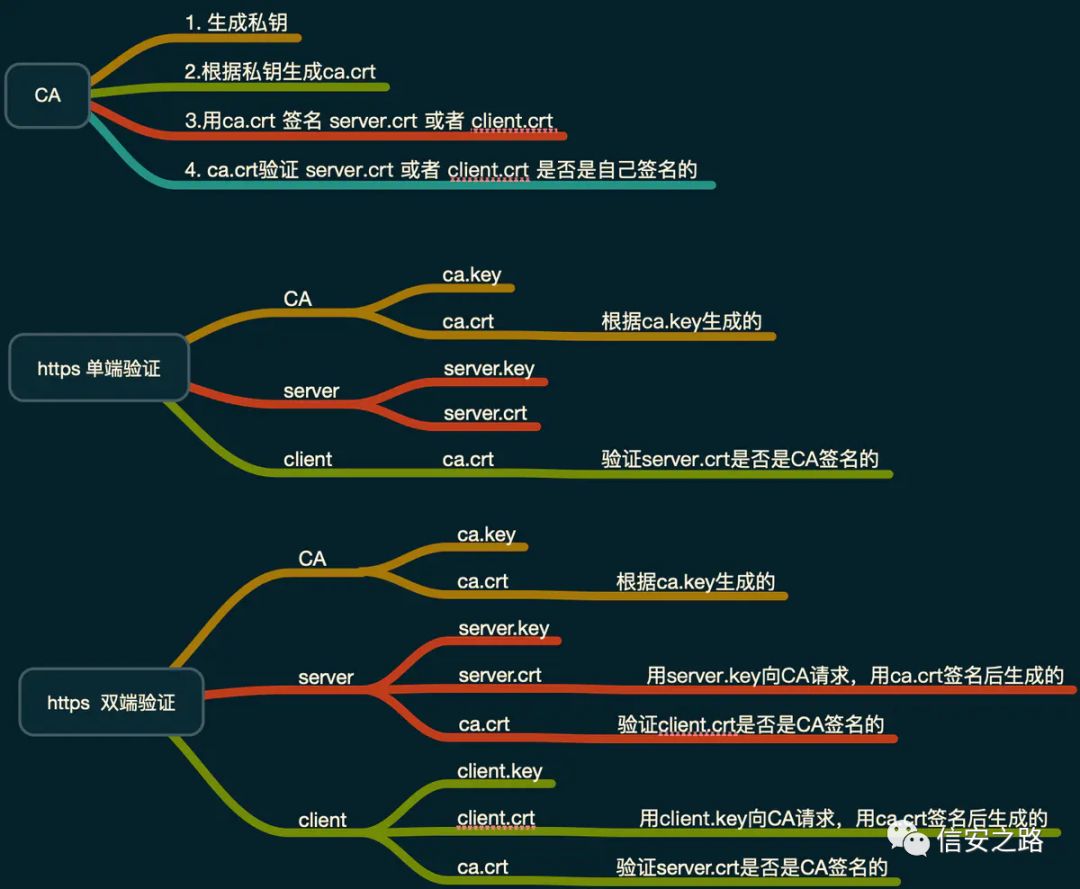 CA
1. 生成私钥
2.根据私钥生成ca.crt
3.用ca.crt 签名 server.crt 或者 client.crt
4. ca.crt验证 server.crt 或者 client.crt 是否是自己签名的
https 单端验证
CA
ca.key
ca.crt 根据ca.key生成的
server
server.key
server.crt
client ca.crt 验证server.crt是否是CA签名的
https 双端验证
CA
ca.key
ca.crt 根据ca.key生成的
server
server.key
server.crt 用server.key向CA请求，用ca.crt签名后生成的
ca.crt 验证client.crt是否是CA签名的
client
client.key
client.crt 用client.key向CA请求，用ca.crt签名后生成的
ca.crt 验证server.crt是否是CA签名的
信安之路